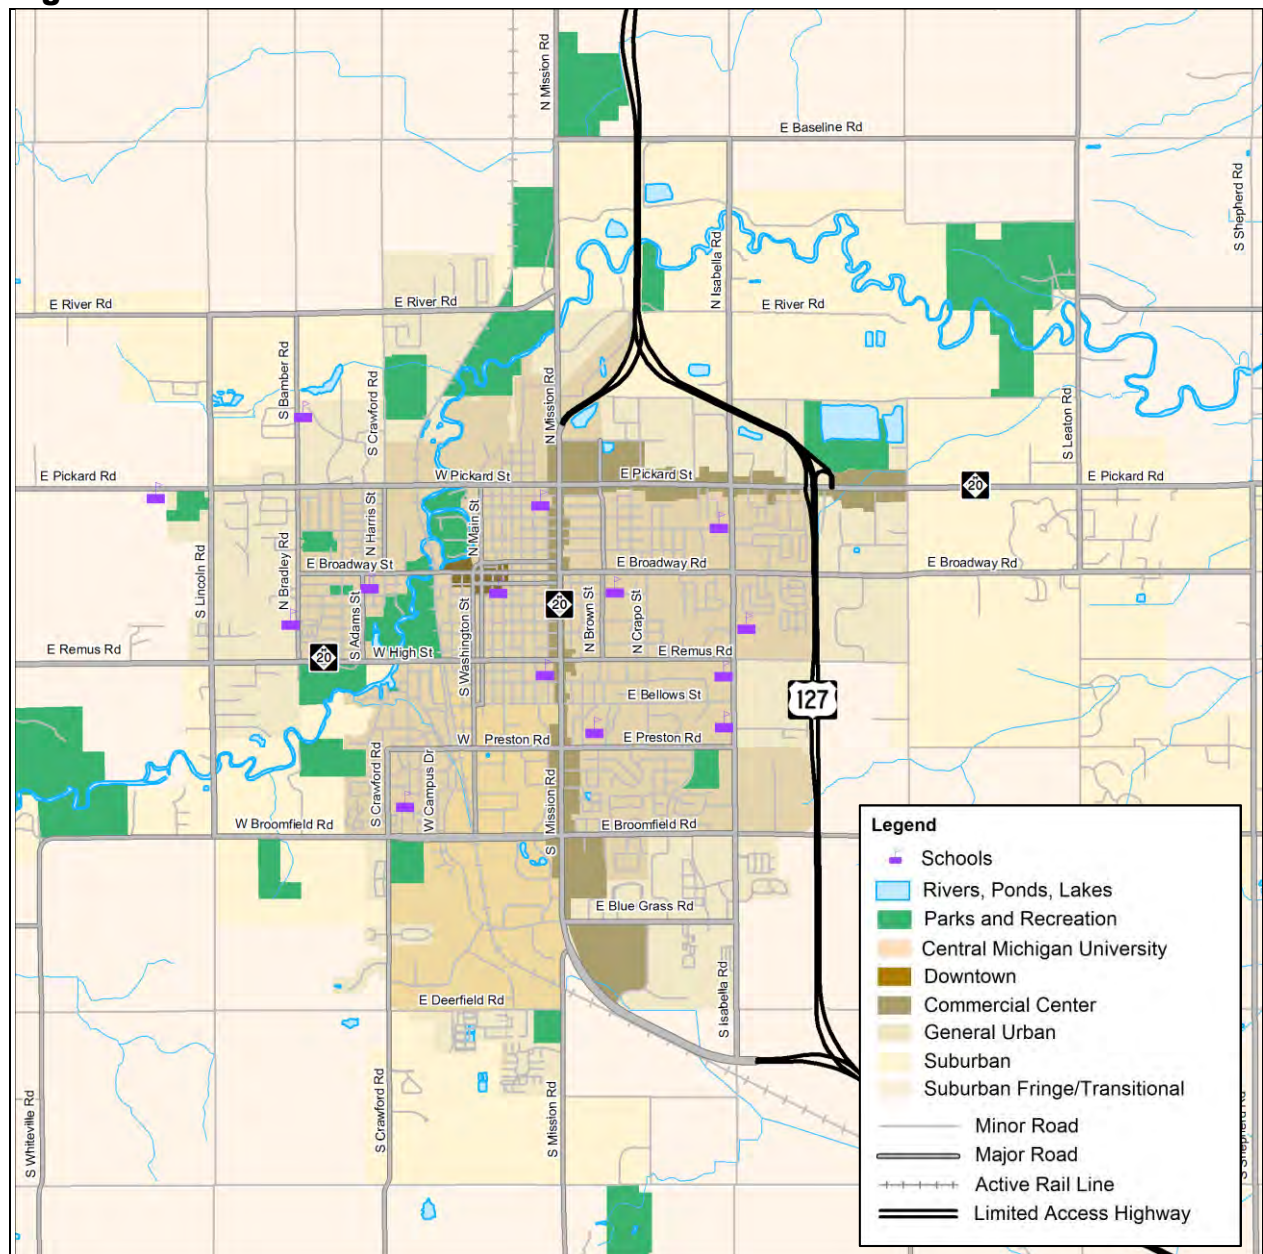 N Mission Rd
E Baseline Rd
S Shepherd Rd
N Isabella Rd
E River Rd
E River Rd
E River Rd
S Bamber Rd
S Crawford Rd
N Mission Rd
S Leaton Rd
E Pickard Rd
W Pickard St
E Pickard St
20
E Pickard Rd
N Harris St
N Main St
S Lincoln Rd
N Bradley Rd
E Broadway St
E Broadway Rd
E Broadway Rd
S Adams St
S Washington St
20
N Brown St
N Crapo St
E Remus Rd
20
W High St
E Remus Rd
E Bellows St
127
W Preston Rd
E Preston Rd
S Crawford Rd
W Campus Dr
S Mission Rd
W Broomfield Rd
E Broomfield Rd
E Blue Grass Rd
S Isabella Rd
E Deerfield Rd
S Whiteville Rd
S Crawford Rd
S Mission Rd
Legend
Schools
Rivers, Ponds, Lakes
Parks and Recreation
Central Michigan University
Downtown
Commercial Center
General Urban
Suburban
Suburban Fringe/Transitional
Minor Road
Major Road
Active Rail Line
Limited Access Highway